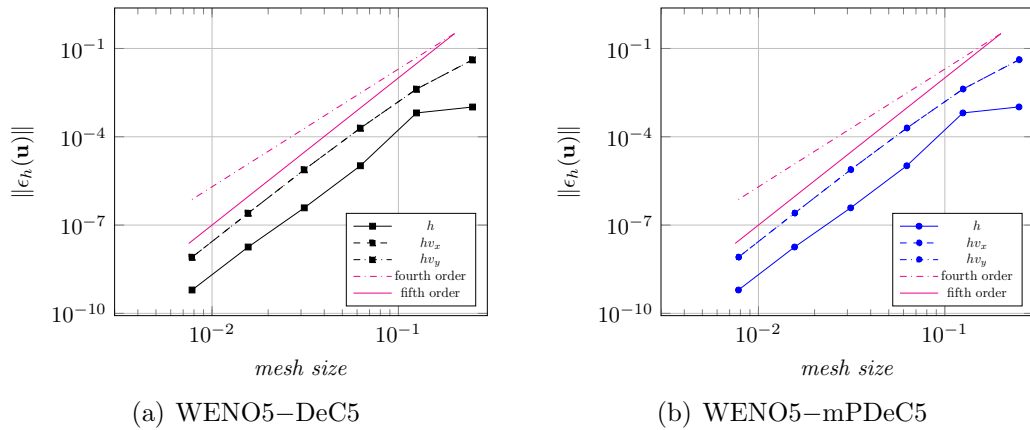 10^{-1}
10^{-4}
10^{-7}
10^{-10}
‖ϵ_h(𝐮)‖
h
hv_x
hv_y
fourth order
fifth order
10^{-2}
10^{-1}
mesh size
(a) WENO5−DeC5
10^{-1}
10^{-4}
10^{-7}
10^{-10}
‖ϵ_h(𝐮)‖
h
hv_x
hv_y
fourth order
fifth order
10^{-2}
10^{-1}
mesh size
(b) WENO5−mPDeC5